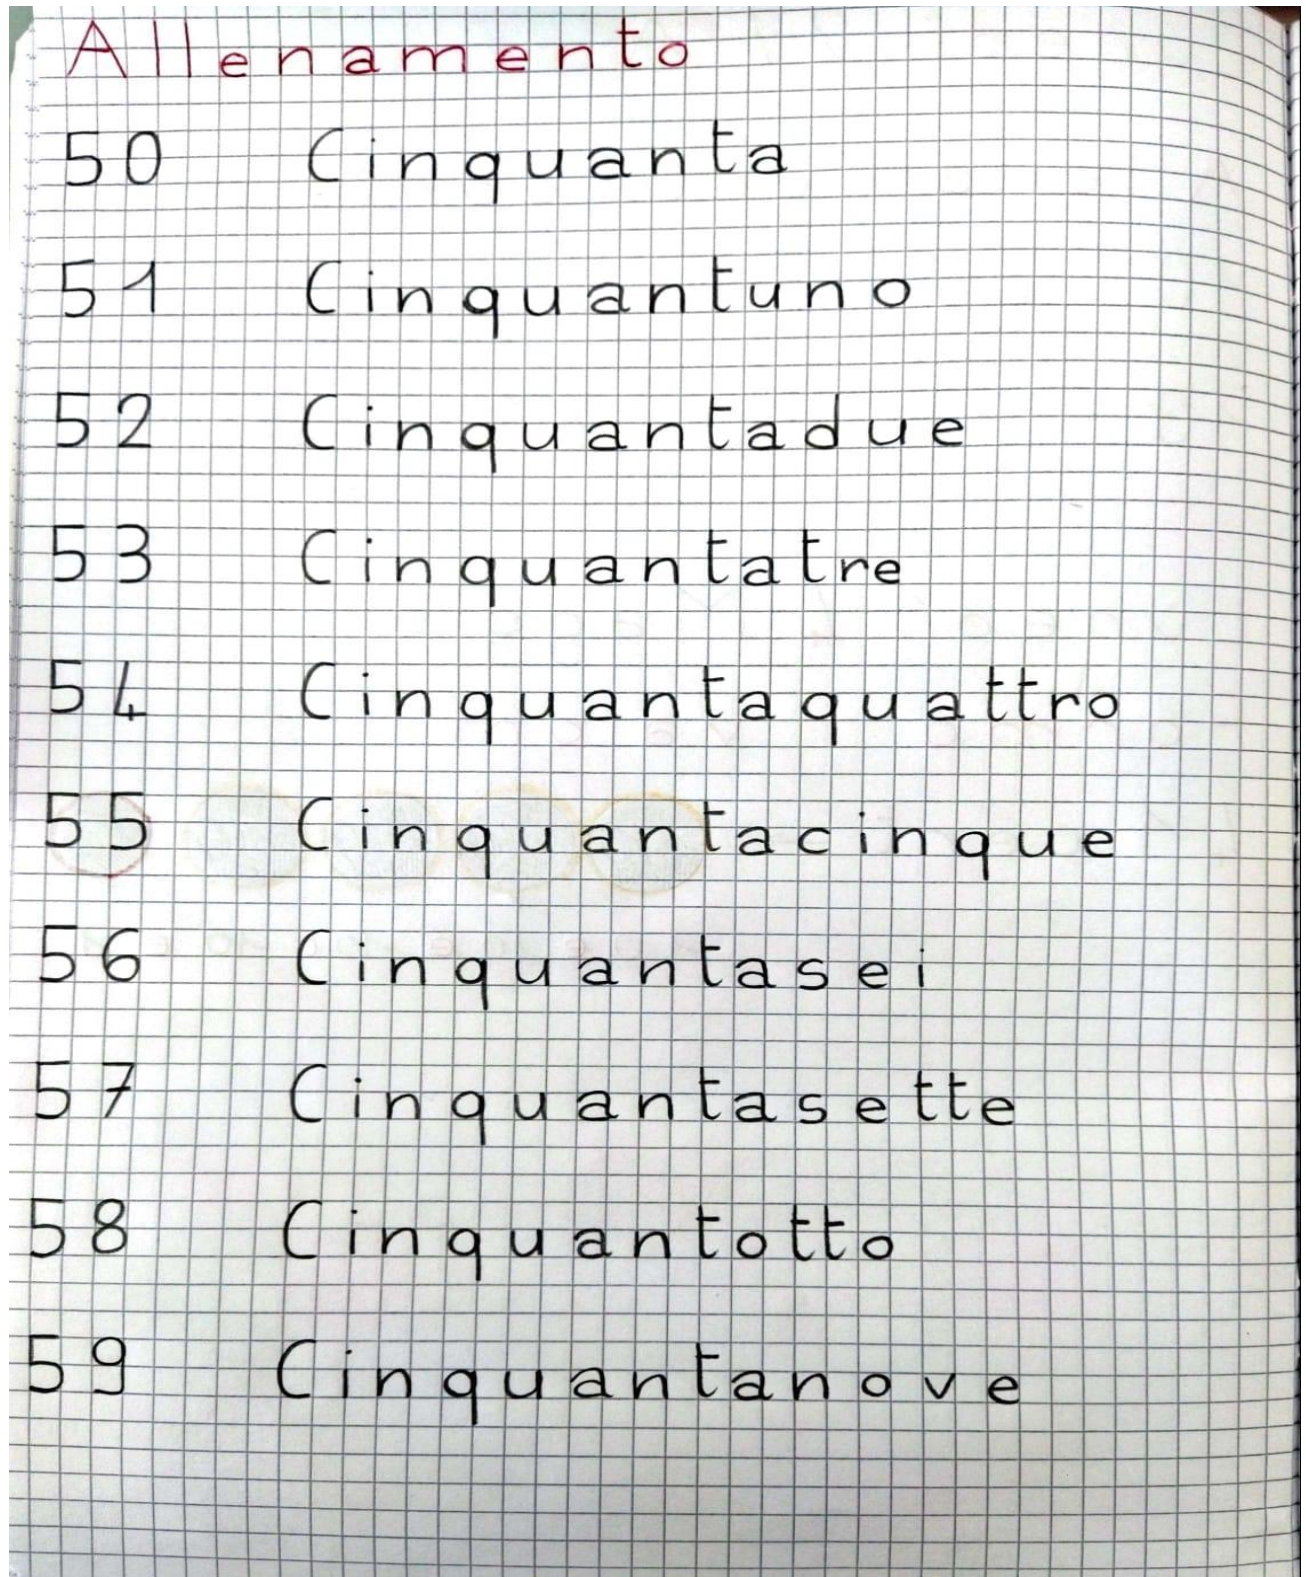 Allenamento
50 Cinquanta
51 Cinquantuno
52 Cinquantadue
53 Cinquantatre
54 Cinquantaquattro
55 Cinquantacinque
56 Cinquantasei
57 Cinquantasette
58 Cinquantotto
59 Cinquantanove